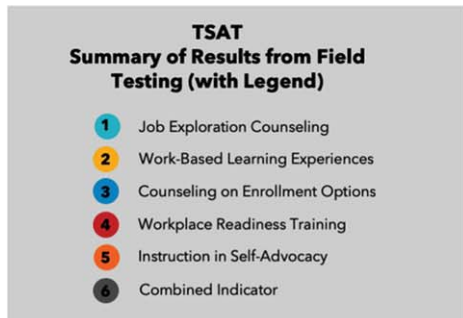 TSAT
Summary of Results from Field
Testing (with Legend)
1 Job Exploration Counseling
2 Work-Based Learning Experiences
3 Counseling on Enrollment Options
4 Workplace Readiness Training
5 Instruction in Self-Advocacy
6 Combined Indicator